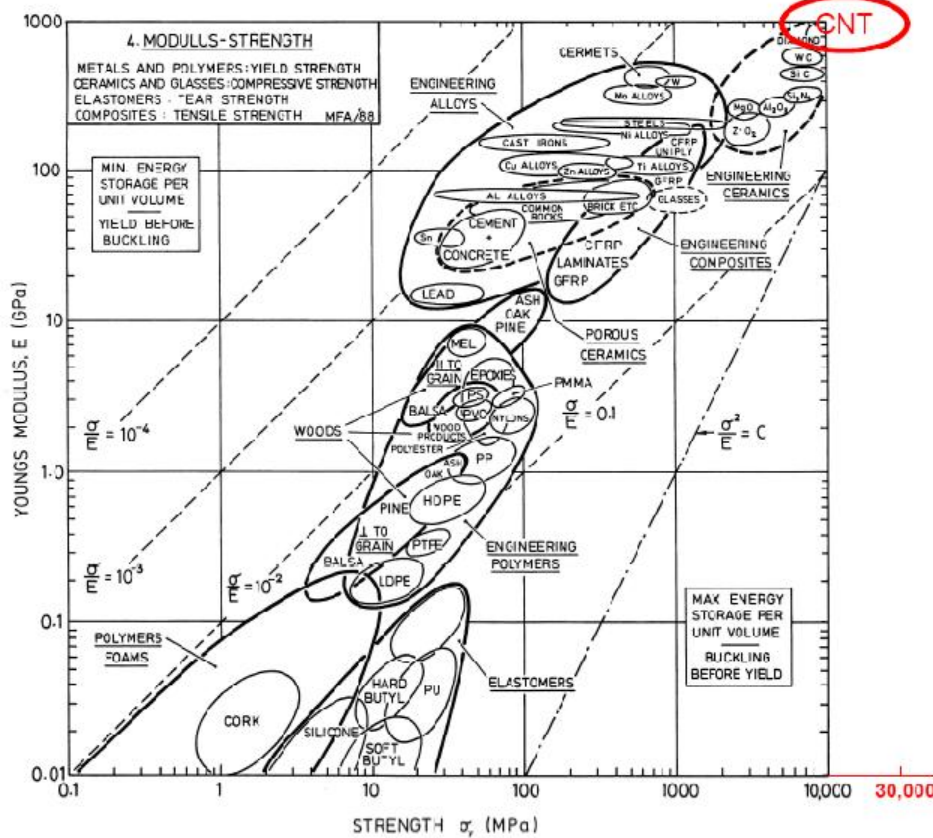 4. MODULUS-STRENGTH
METALS AND POLYMERS: YIELD STRENGTH
CERAMICS AND GLASSES: COMPRESSIVE STRENGTH
ELASTOMERS - TEAR STRENGTH
COMPOSITES: TENSILE STRENGTH MFA/88
CNT
DIAMOND
WC
SiC
Si3N4
MgO
Al2O3
ZrO2
ENGINEERING
CERAMICS
CERMETS
W
Mo ALLOYS
ENGINEERING
ALLOYS
STEELS
Ni ALLOYS
CAST IRONS
CFRP
UNIPLY
Cu ALLOYS
Zn ALLOYS
Ti ALLOYS
GFRP
Al ALLOYS
COMMON
ROCKS
BRICK ETC
GLASSES
MIN. ENERGY
STORAGE PER
UNIT VOLUME
YIELD BEFORE
BUCKLING
Sn
CEMENT
+
CONCRETE
CFRP
LAMINATES
GFRP
ENGINEERING
COMPOSITES
LEAD
ASH
OAK
PINE
POROUS
CERAMICS
MEL
II TO
GRAIN
EPOXIES
PMMA
BALSA
PS
PVC
NYLONS
WOODS
WOOD
PRODUCTS
POLYESTER
PP
ASH
OAK
PINE
HDPE
⊥ TO
GRAIN
PTFE
BALSA
LDPE
ENGINEERING
POLYMERS
σ/E = 10-4
σ/E = 10-3
σ/E = 10-2
σ/E = 0.1
σ²/E = C
POLYMERS
FOAMS
CORK
SILICONE
HARD
BUTYL
SOFT
BUTYL
PU
ELASTOMERS
MAX ENERGY
STORAGE PER
UNIT VOLUME
BUCKLING
BEFORE YIELD
YOUNGS MODULUS, E (GPa)
1000
100
10
1.0
0.1
0.01
0.1
1
10
100
1000
10,000
30,000
STRENGTH σy (MPa)